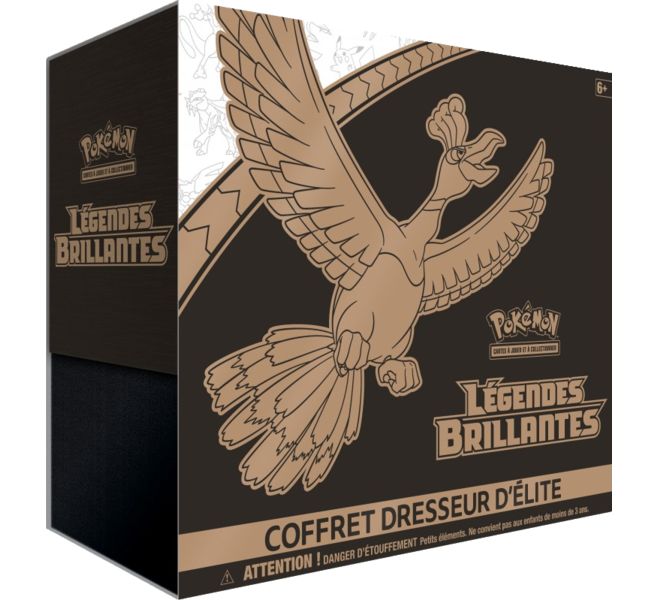 Pokémon
CARTES À JOUER ET À COLLECTIONNER
LÉGENDES
BRILLANTES
6+
Pokémon
CARTES À JOUER ET À COLLECTIONNER
LÉGENDES
BRILLANTES
COFFRET DRESSEUR D'ÉLITE
ATTENTION ! DANGER D'ÉTOUFFEMENT Petits éléments. Ne convient pas aux enfants de moins de 3 ans.